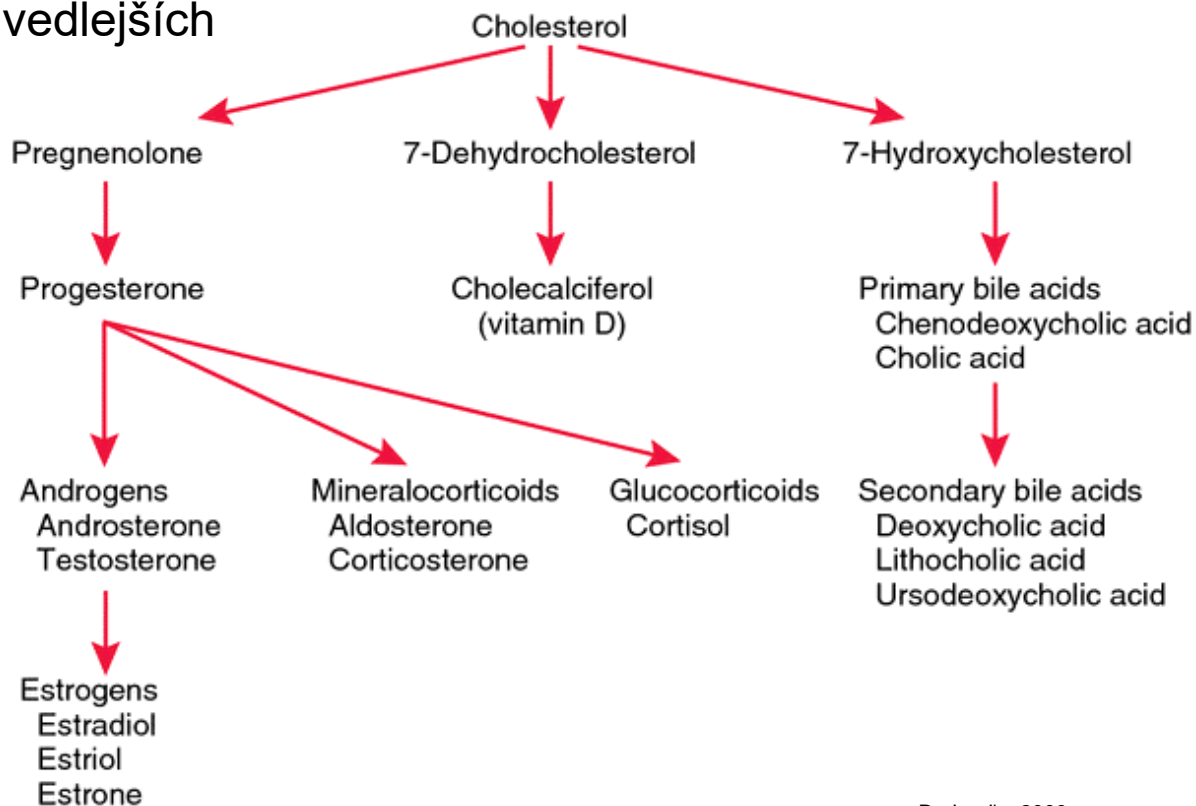 vedlejších
Cholesterol
Pregnenolone
7-Dehydrocholesterol
7-Hydroxycholesterol
Progesterone
Cholecalciferol
(vitamin D)
Primary bile acids
Chenodeoxycholic acid
Cholic acid
Androgens
Androsterone
Testosterone
Mineralocorticoids
Aldosterone
Corticosterone
Glucocorticoids
Cortisol
Secondary bile acids
Deoxycholic acid
Lithocholic acid
Ursodeoxycholic acid
Estrogens
Estradiol
Estriol
Estrone